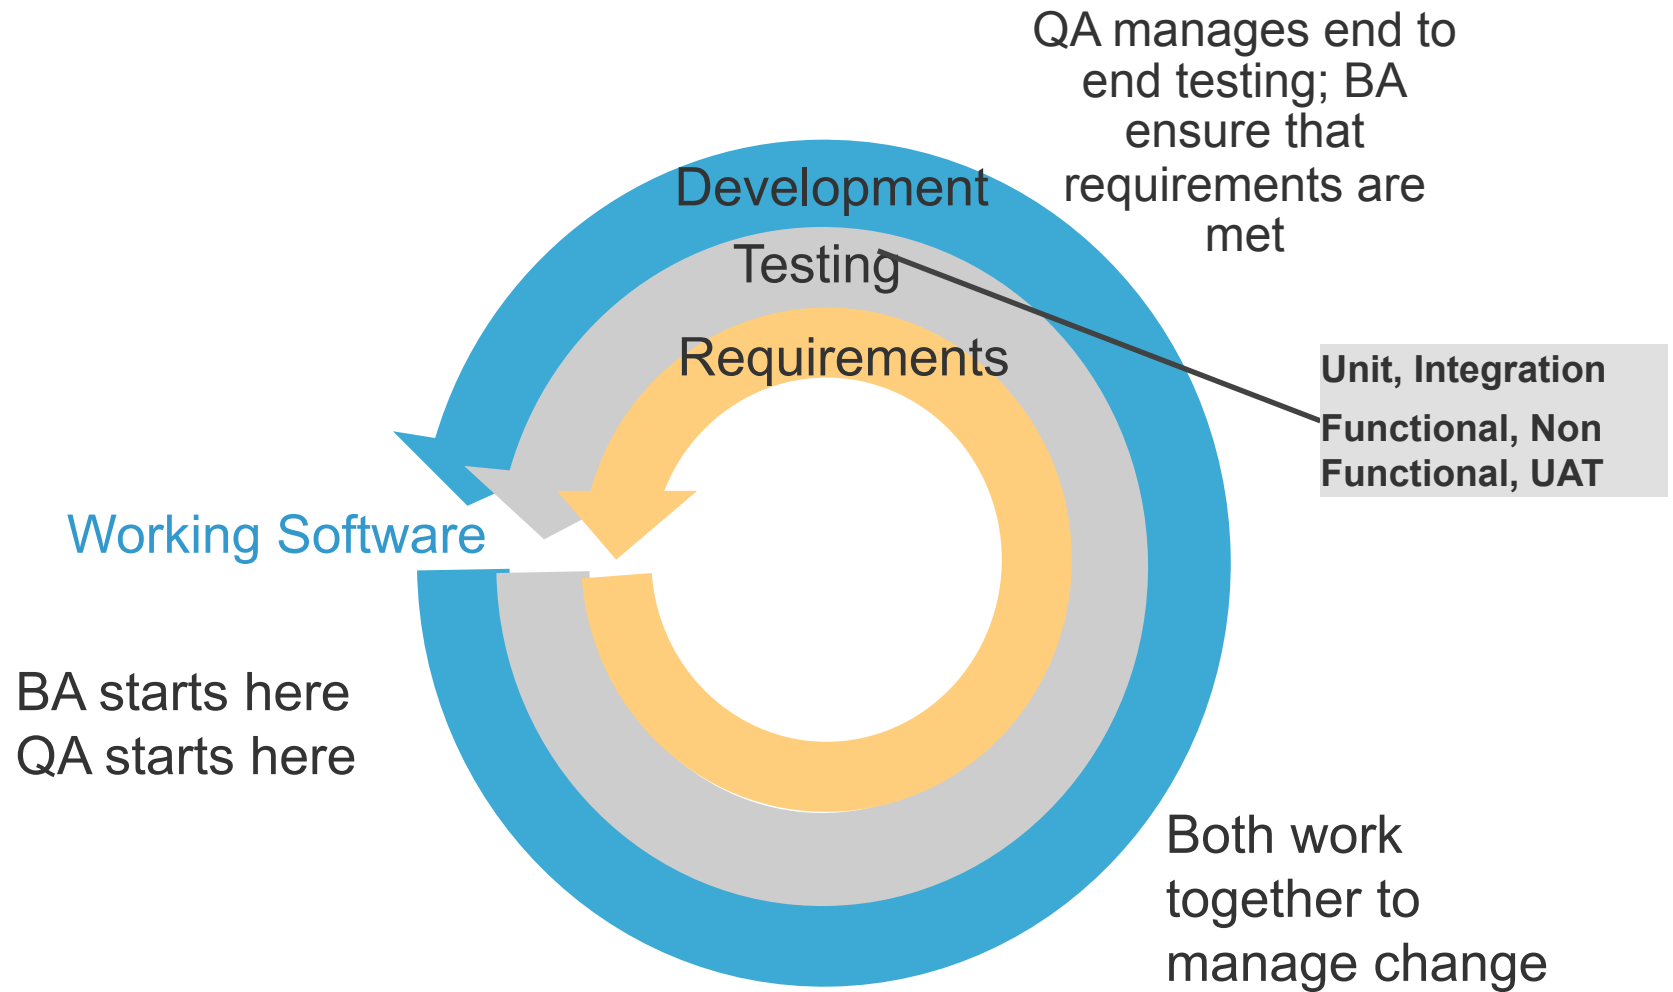 QA manages end to
end testing; BA
ensure that
requirements are
met
Development
Testing
Requirements
Unit, Integration
Functional, Non
Functional, UAT
Working Software
BA starts here
QA starts here
Both work
together to
manage change